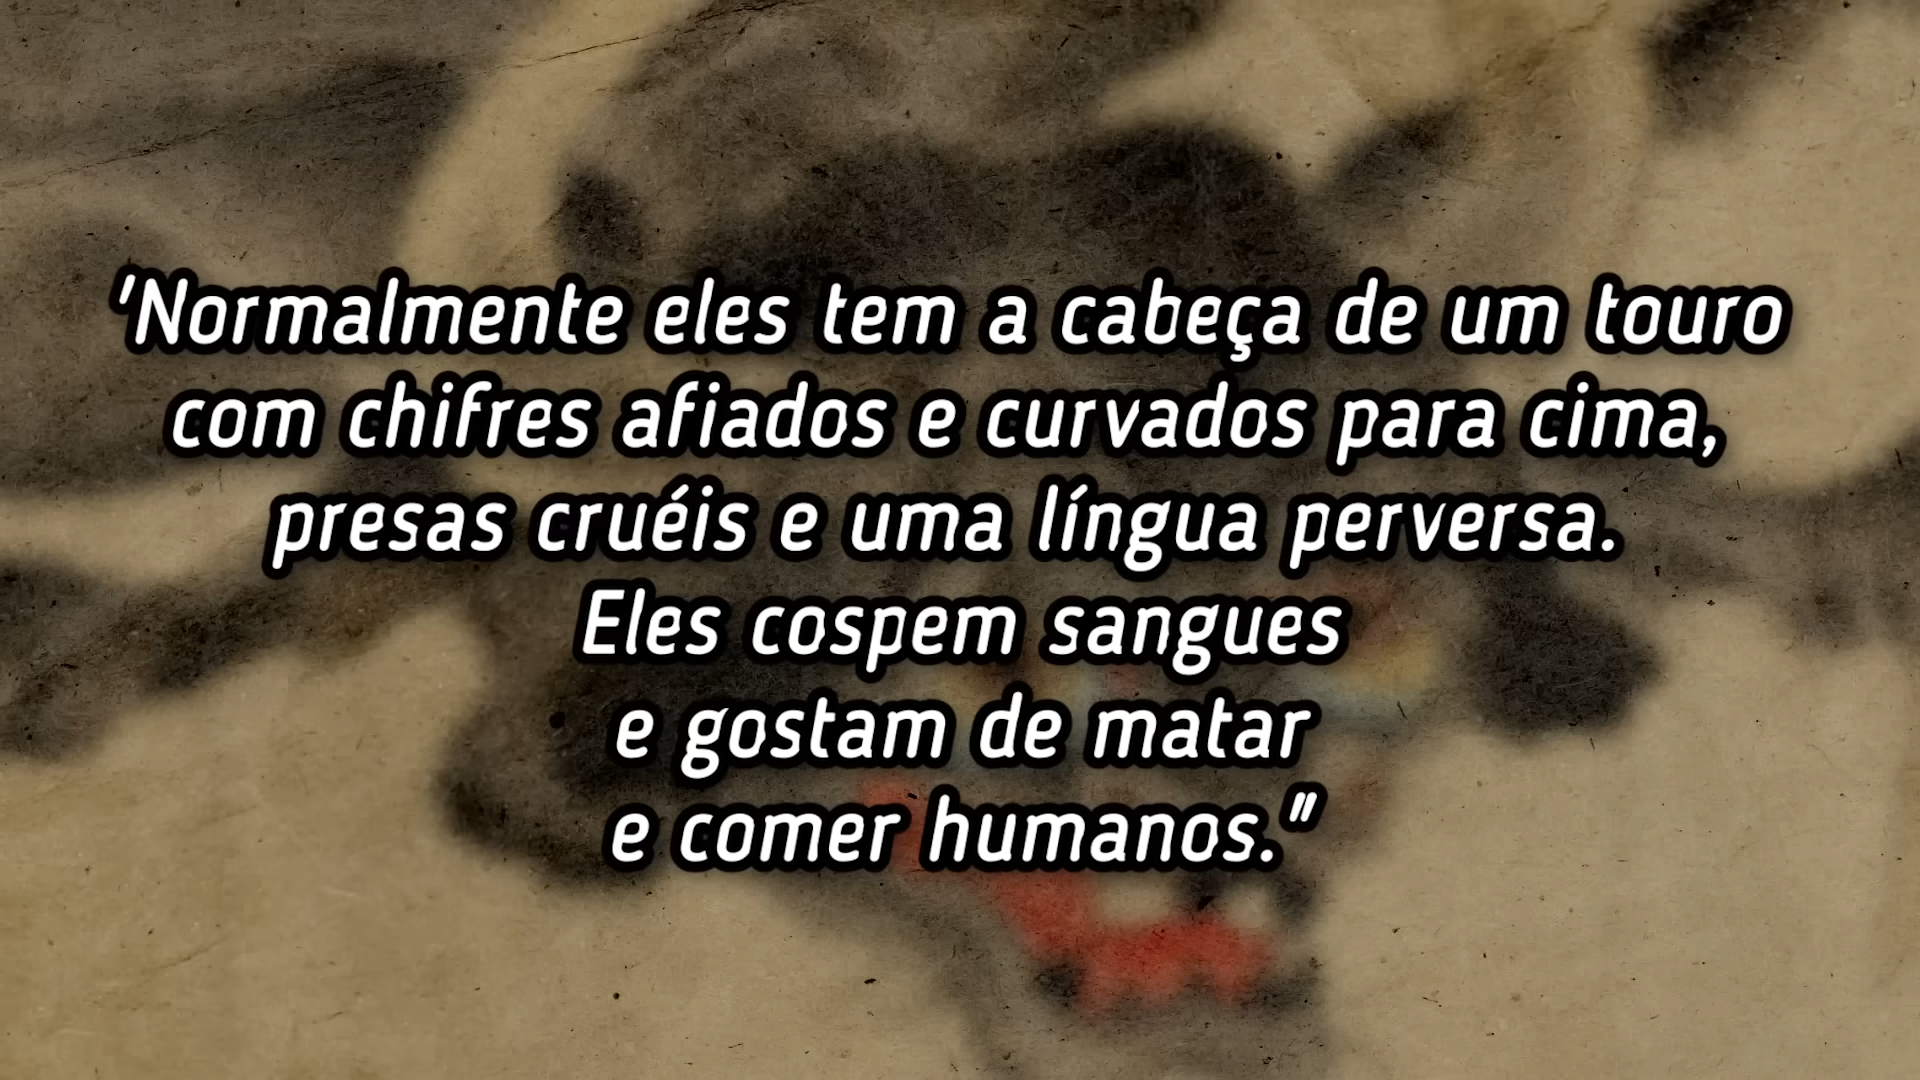 'Normalmente eles tem a cabeça de um touro
com chifres afiados e curvados para cima,
presas cruéis e uma língua perversa.
Eles cospem sangues
e gostam de matar
e comer humanos."